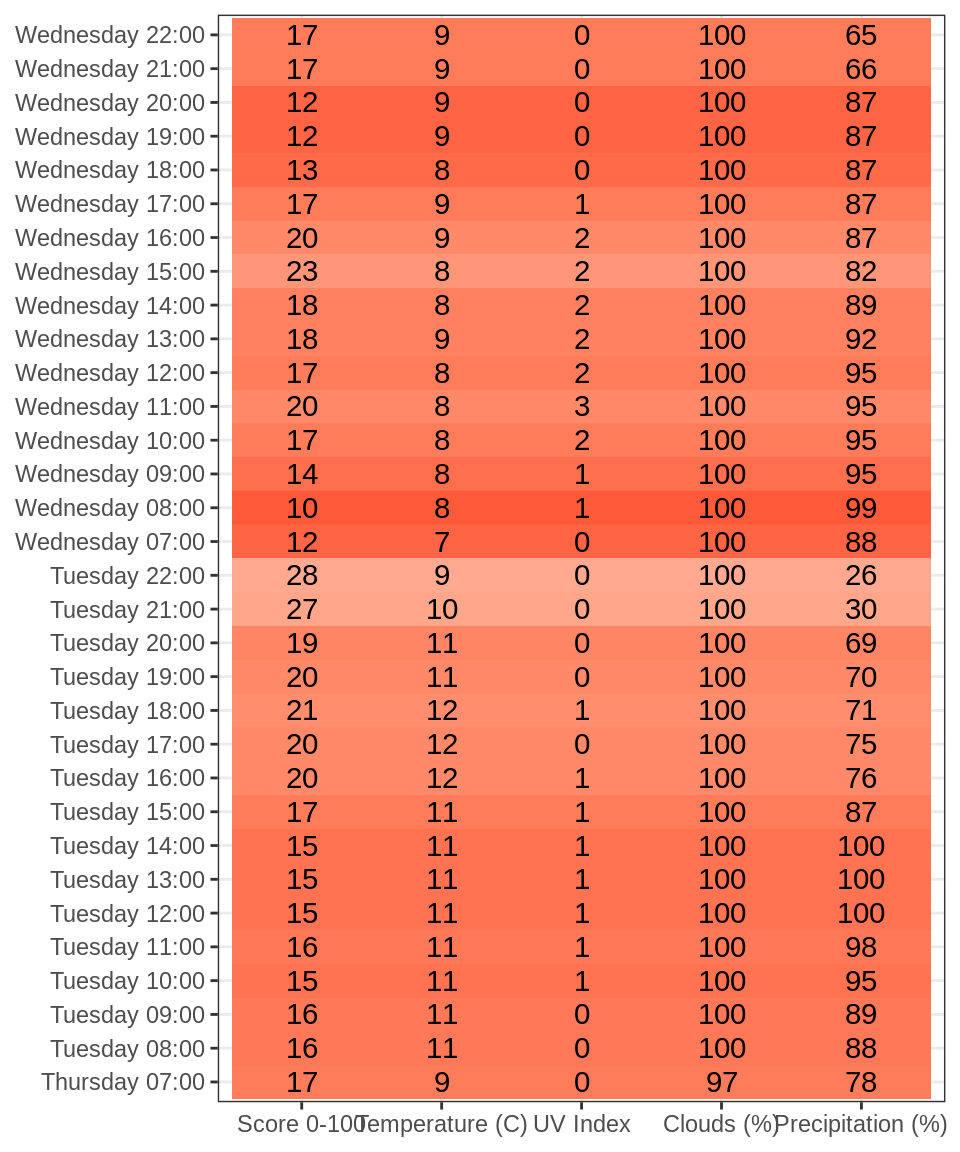 Wednesday 22:00 17 9 0 100 65
Wednesday 21:00 17 9 0 100 66
Wednesday 20:00 12 9 0 100 87
Wednesday 19:00 12 9 0 100 87
Wednesday 18:00 13 8 0 100 87
Wednesday 17:00 17 9 1 100 87
Wednesday 16:00 20 9 2 100 87
Wednesday 15:00 23 8 2 100 82
Wednesday 14:00 18 8 2 100 89
Wednesday 13:00 18 9 2 100 92
Wednesday 12:00 17 8 2 100 95
Wednesday 11:00 20 8 3 100 95
Wednesday 10:00 17 8 2 100 95
Wednesday 09:00 14 8 1 100 95
Wednesday 08:00 10 8 1 100 99
Wednesday 07:00 12 7 0 100 88
Tuesday 22:00 28 9 0 100 26
Tuesday 21:00 27 10 0 100 30
Tuesday 20:00 19 11 0 100 69
Tuesday 19:00 20 11 0 100 70
Tuesday 18:00 21 12 1 100 71
Tuesday 17:00 20 12 0 100 75
Tuesday 16:00 20 12 1 100 76
Tuesday 15:00 17 11 1 100 87
Tuesday 14:00 15 11 1 100 100
Tuesday 13:00 15 11 1 100 100
Tuesday 12:00 15 11 1 100 100
Tuesday 11:00 16 11 1 100 98
Tuesday 10:00 15 11 1 100 95
Tuesday 09:00 16 11 0 100 89
Tuesday 08:00 16 11 0 100 88
Thursday 07:00 17 9 0 97 78
Score 0-100 Temperature (C) UV Index Clouds (%) Precipitation (%)